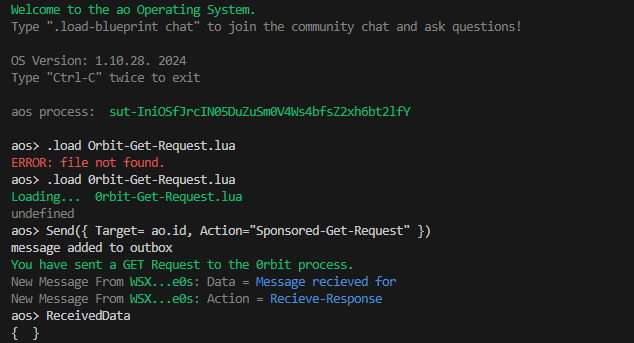 Welcome to the ao Operating System.
Type ".load-blueprint chat" to join the community chat and ask questions!
OS Version: 1.10.28. 2024
Type "Ctrl-C" twice to exit
aos process:  sut-IniOSfJrcIN05DuZuSm0V4Ws4bfsZ2xh6bt2lfY
aos> .load Orbit-Get-Request.lua
ERROR: file not found.
aos> .load 0rbit-Get-Request.lua
Loading...  0rbit-Get-Request.lua
undefined
aos> Send({ Target= ao.id, Action="Sponsored-Get-Request" })
message added to outbox
You have sent a GET Request to the 0rbit process.
New Message From WSX...e0s: Data = Message recieved for
New Message From WSX...e0s: Action = Recieve-Response
aos> ReceivedData
{  }